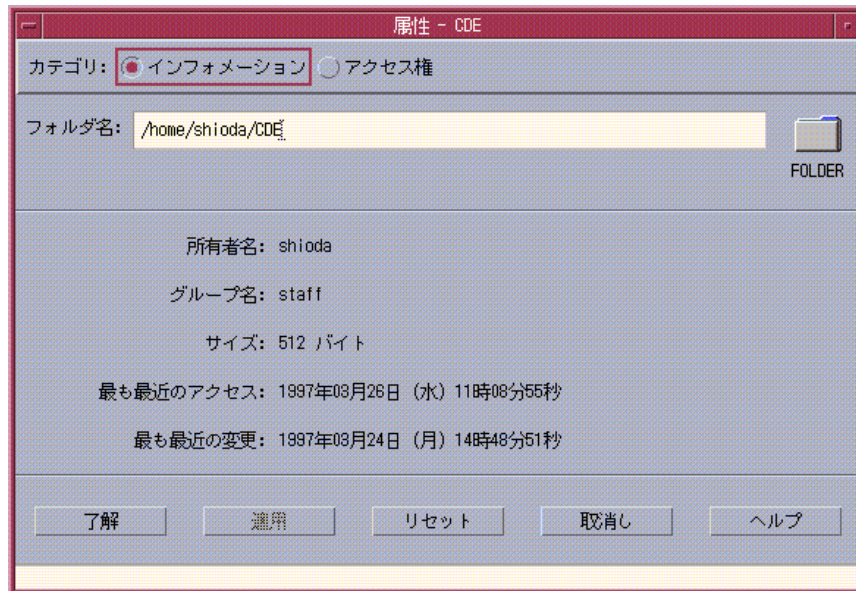 属性 - CDE
カテゴリ: インフォメーション アクセス権
フォルダ名: /home/shioda/CDE
FOLDER
所有者名: shioda
グループ名: staff
サイズ: 512 バイト
最も最近のアクセス: 1997年03月26日 (水) 11時08分55秒
最も最近の変更: 1997年03月24日 (月) 14時48分51秒
了解 適用 リセット 取消し ヘルプ